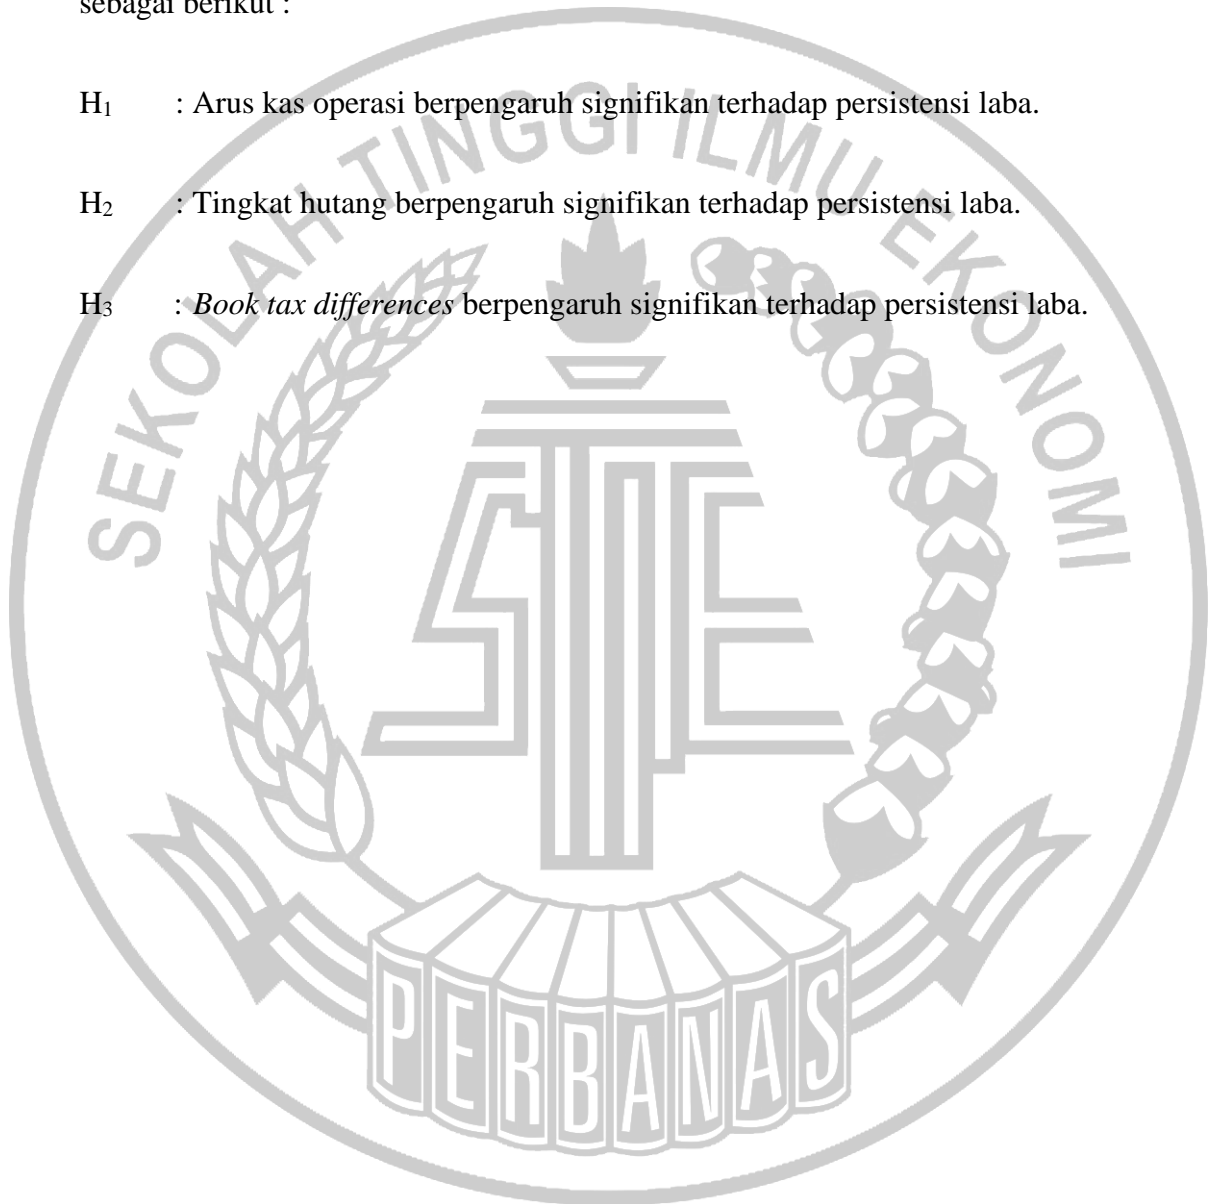 sebagai berikut :
H₁ : Arus kas operasi berpengaruh signifikan terhadap persistensi laba.
H₂ : Tingkat hutang berpengaruh signifikan terhadap persistensi laba.
H₃ : Book tax differences berpengaruh signifikan terhadap persistensi laba.
SEKOLAH TINGGI ILMU EKONOMI
STIE
PERBANAS